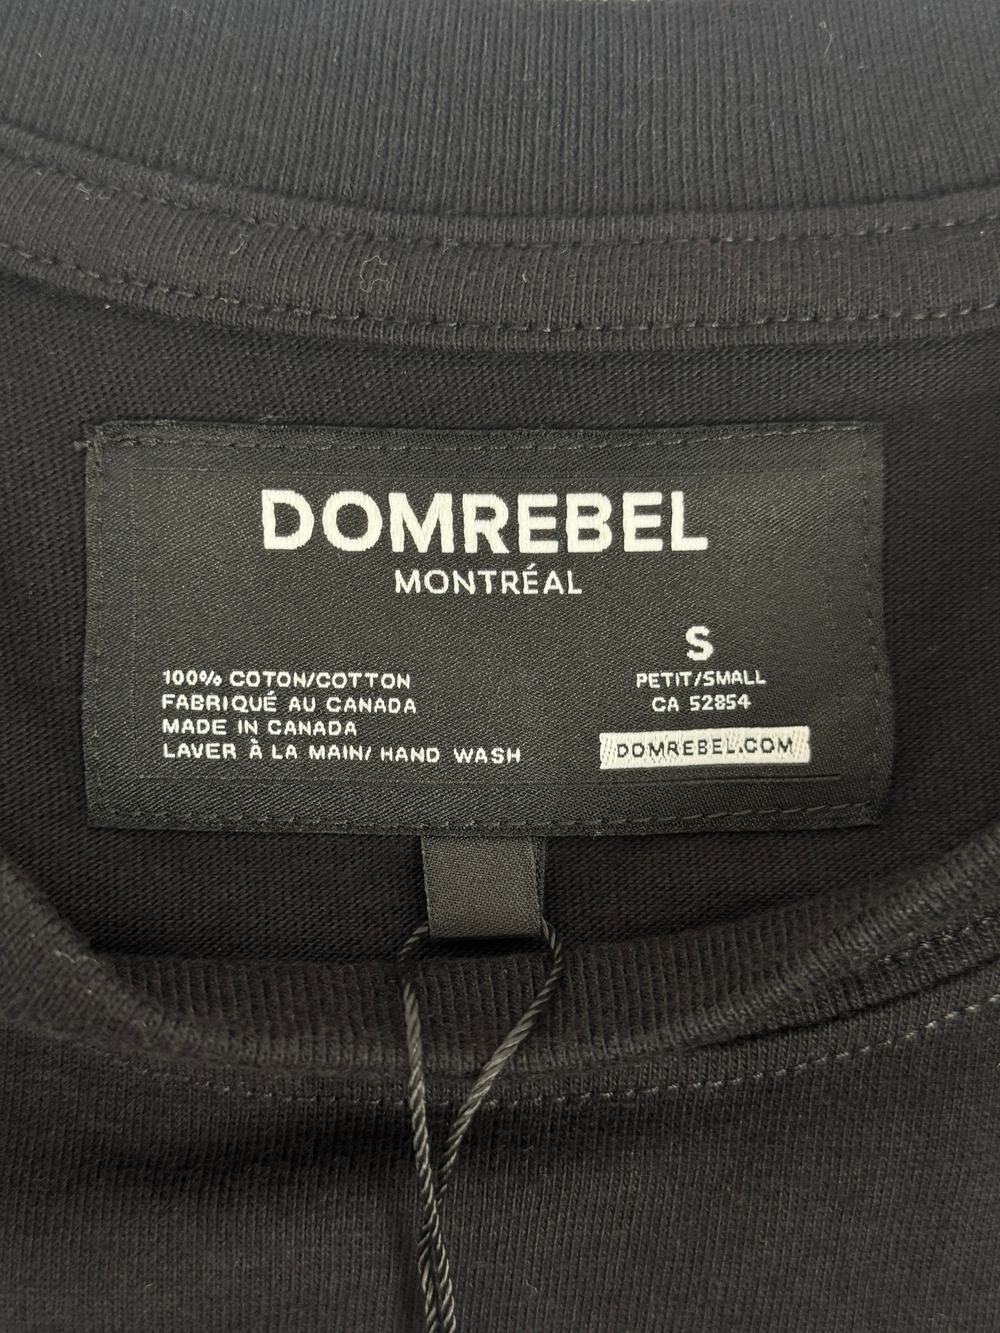 DOMREBEL
MONTRÉAL
S
PETIT/SMALL
CA 52854
DOMREBEL.COM
100% COTON/COTTON
FABRIQUÉ AU CANADA
MADE IN CANADA
LAVER À LA MAIN/ HAND WASH